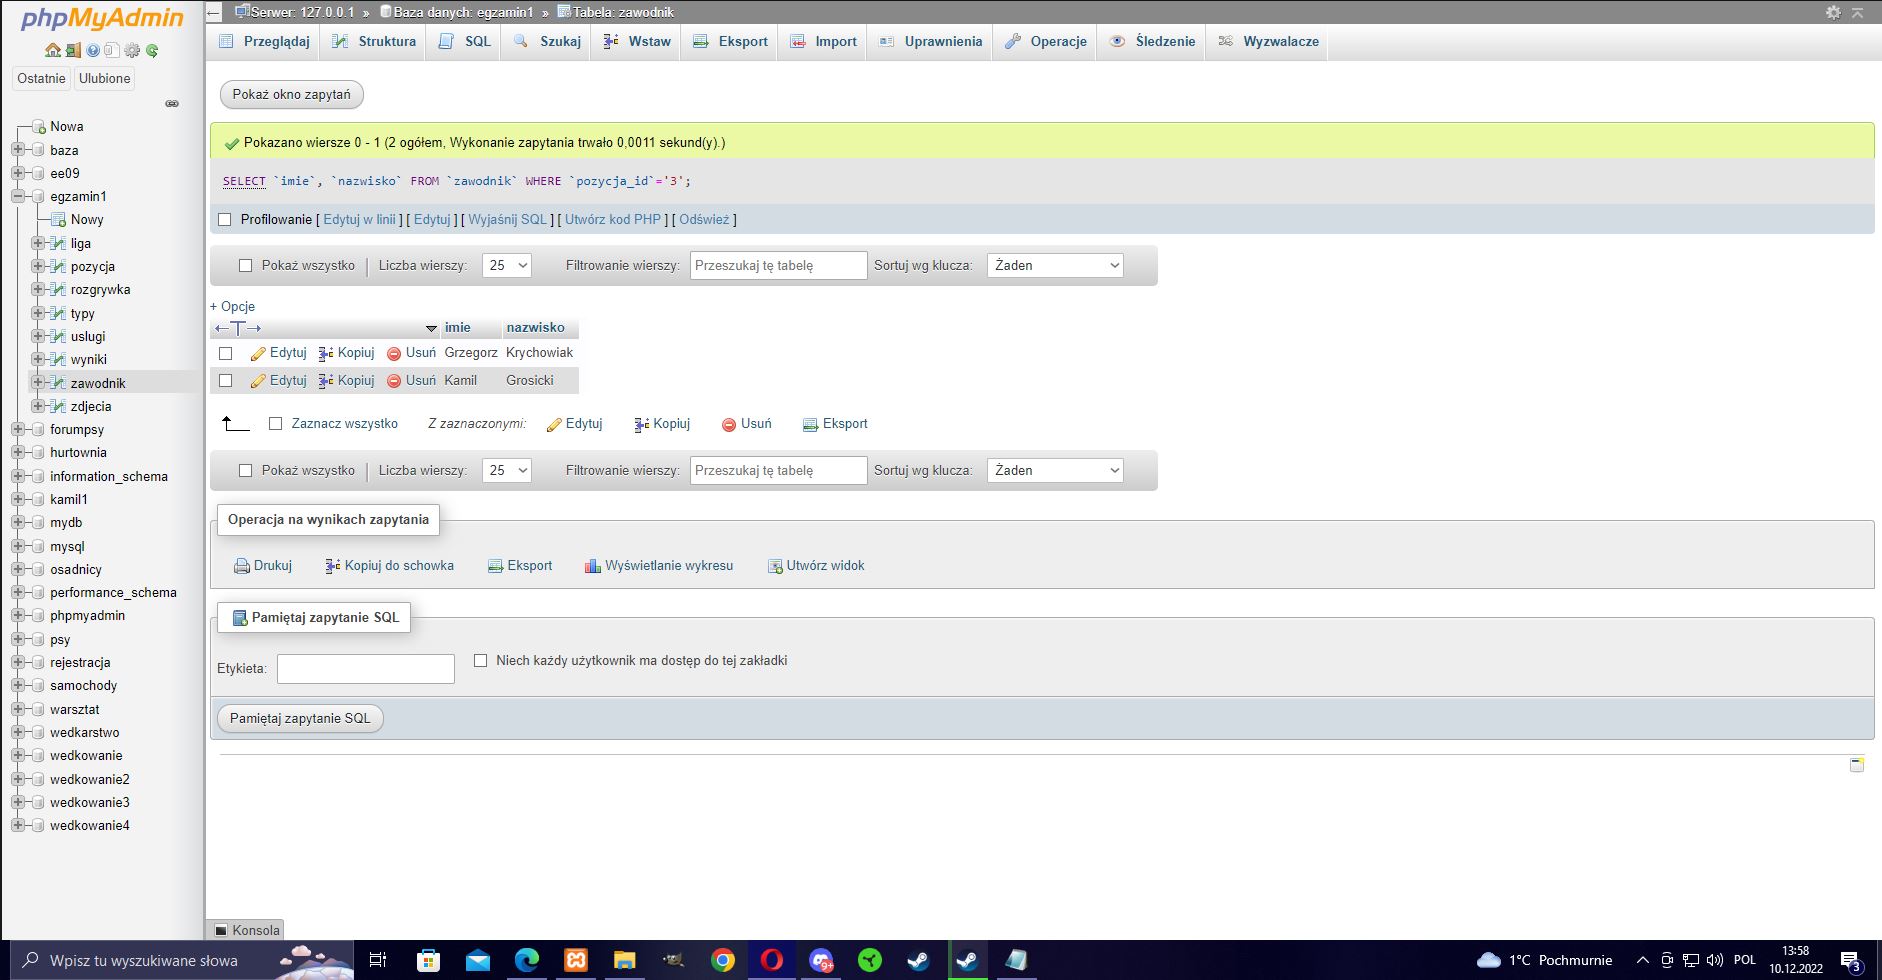 phpMyAdmin
Ostatnie Ulubione
Nowa
baza
ee09
egzamin1
Nowy
liga
pozycja
rozgrywka
typy
uslugi
wyniki
zawodnik
zdjecia
forumpsy
hurtownia
information_schema
kamil1
mydb
mysql
osadnicy
performance_schema
phpmyadmin
psy
rejestracja
samochody
warsztat
wedkarstwo
wedkowanie
wedkowanie2
wedkowanie3
wedkowanie4
Serwer: 127.0.0.1 » Baza danych: egzamin1 » Tabela: zawodnik
Przeglądaj Struktura SQL Szukaj Wstaw Eksport Import Uprawnienia Operacje Śledzenie Wyzwalacze
Pokaż okno zapytań
Pokazano wiersze 0 - 1 (2 ogółem, Wykonanie zapytania trwało 0,0011 sekund(y).)
SELECT `imie`, `nazwisko` FROM `zawodnik` WHERE `pozycja_id`='3';
Profilowanie [ Edytuj w linii ] [ Edytuj ] [ Wyjaśnij SQL ] [ Utwórz kod PHP ] [ Odśwież ]
Pokaż wszystko | Liczba wierszy: 25 Filtrowanie wierszy: Przeszukaj tę tabelę Sortuj wg klucza: Żaden
+ Opcje
←T→ imie nazwisko
Edytuj Kopiuj Usuń Grzegorz Krychowiak
Edytuj Kopiuj Usuń Kamil Grosicki
Zaznacz wszystko Z zaznaczonymi: Edytuj Kopiuj Usuń Eksport
Pokaż wszystko | Liczba wierszy: 25 Filtrowanie wierszy: Przeszukaj tę tabelę Sortuj wg klucza: Żaden
Operacja na wynikach zapytania
Drukuj Kopiuj do schowka Eksport Wyświetlanie wykresu Utwórz widok
Pamiętaj zapytanie SQL
Etykieta: Niech każdy użytkownik ma dostęp do tej zakładki
Pamiętaj zapytanie SQL
Konsola
Wpisz tu wyszukiwane słowa
9+
1°C Pochmurnie
POL
13:58
10.12.2022
3